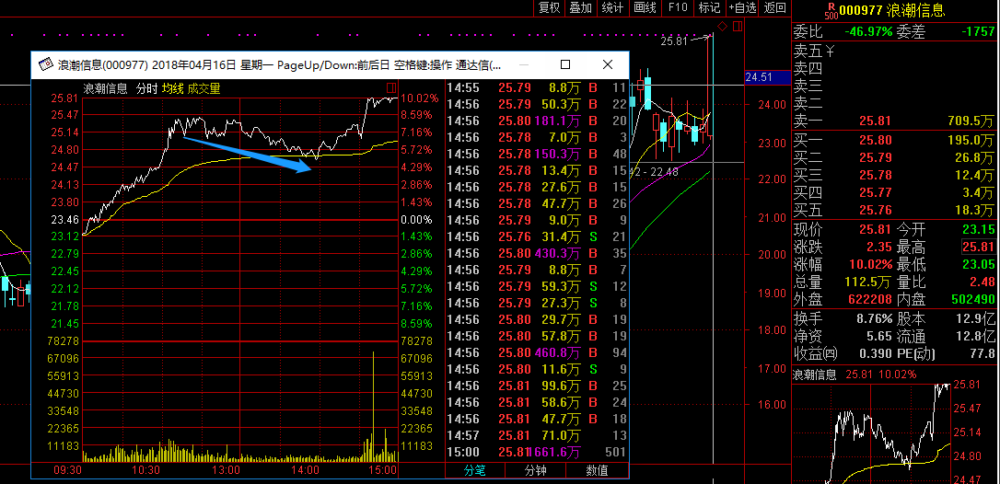 复权 叠加 统计 画线 F10 标记 +自选 返回
R
500 000977 浪潮信息
委比 -46.97% 委差 -1757
卖五
卖四
卖三
卖二
卖一 25.81 709.5万
买一 25.80 195.0万
买二 25.79 26.8万
买三 25.78 12.4万
买四 25.77 3.4万
买五 25.76 18.3万
现价 25.81 今开 23.15
涨跌 2.35 最高 25.81
涨幅 10.02% 最低 23.05
总量 112.5万 量比 2.48
外盘 622208 内盘 502490
换手 8.76% 股本 12.9亿
净资 5.65 流通 12.8亿
收益㈣ 0.390 PE(动) 77.8
浪潮信息 25.81 10.02%
25.81
25.47
25.14
24.80
24.47
25.81
24.51
24.00
23.00
22.00
21.00
20.00
19.00
18.00
17.00
16.00
42 - 22.48
浪潮信息(000977) 2018年04月16日 星期一 PageUp/Down:前后日 空格键:操作 通达信(...
浪潮信息 分时 均线 成交量
25.81 10.02%
25.47 8.59%
25.14 7.16%
24.80 5.72%
24.47 4.29%
24.13 2.86%
23.80 1.43%
23.46 0.00%
23.12 1.43%
22.79 2.86%
22.45 4.29%
22.12 5.72%
21.78 7.16%
21.45 8.59%
78278 78278
67096 67096
55913 55913
44730 44730
33548 33548
22365 22365
11183 11183
09:30 10:30 13:00 14:00 15:00
14:55 25.79 8.8万 B 11
14:56 25.79 50.3万 B 22
14:56 25.80 181.1万 B 20
14:56 25.78 7.0万 B 3
14:56 25.78 150.3万 B 48
14:56 25.78 13.4万 B 15
14:56 25.78 27.6万 B 15
14:56 25.78 47.7万 B 26
14:56 25.79 9.0万 B 9
14:56 25.76 31.4万 S 21
14:56 25.80 430.3万 B 35
14:56 25.79 8.8万 B 7
14:56 25.79 59.3万 S 12
14:56 25.79 27.3万 S 8
14:56 25.80 29.7万 B 19
14:56 25.80 57.8万 B 19
14:56 25.80 460.8万 B 94
14:56 25.80 11.6万 S 9
14:56 25.81 99.6万 B 25
14:56 25.81 58.6万 B 24
14:56 25.81 47.7万 B 18
14:57 25.81 71.0万 13
15:00 25.81 1661.6万 501
分笔 分钟 数值